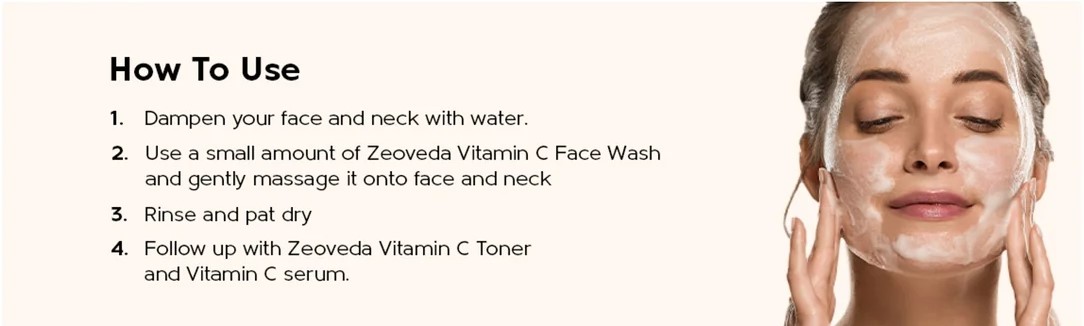 How To Use
1. Dampen your face and neck with water.
2. Use a small amount of Zeoveda Vitamin C Face Wash
and gently massage it onto face and neck
3. Rinse and pat dry
4. Follow up with Zeoveda Vitamin C Toner
and Vitamin C serum.